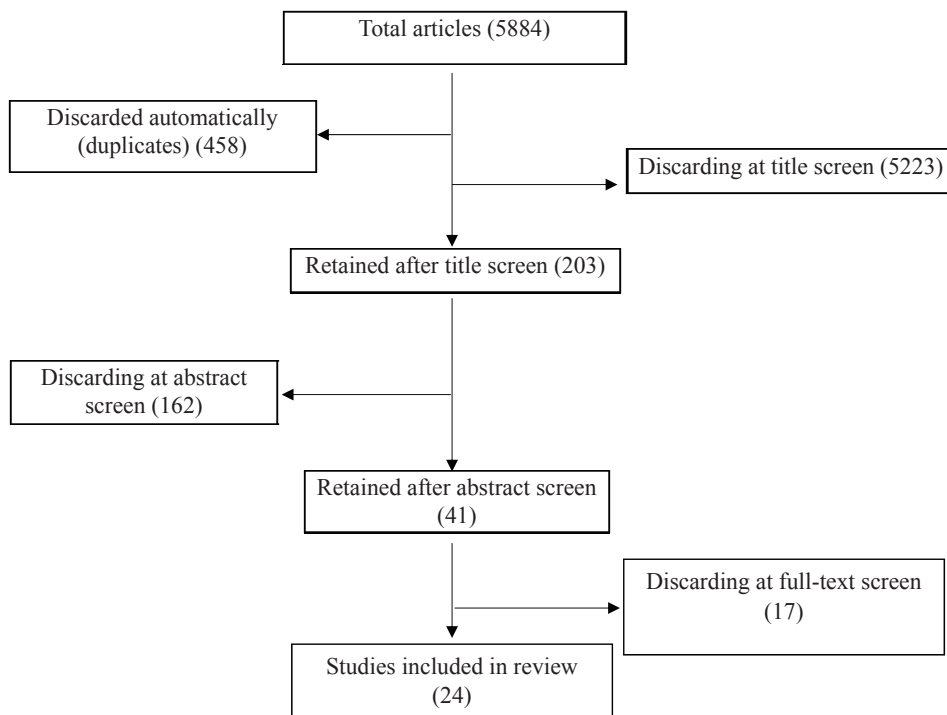 Total articles (5884)
Discarded automatically
(duplicates) (458)
Discarding at title screen (5223)
Retained after title screen (203)
Discarding at abstract
screen (162)
Retained after abstract screen
(41)
Discarding at full-text screen
(17)
Studies included in review
(24)